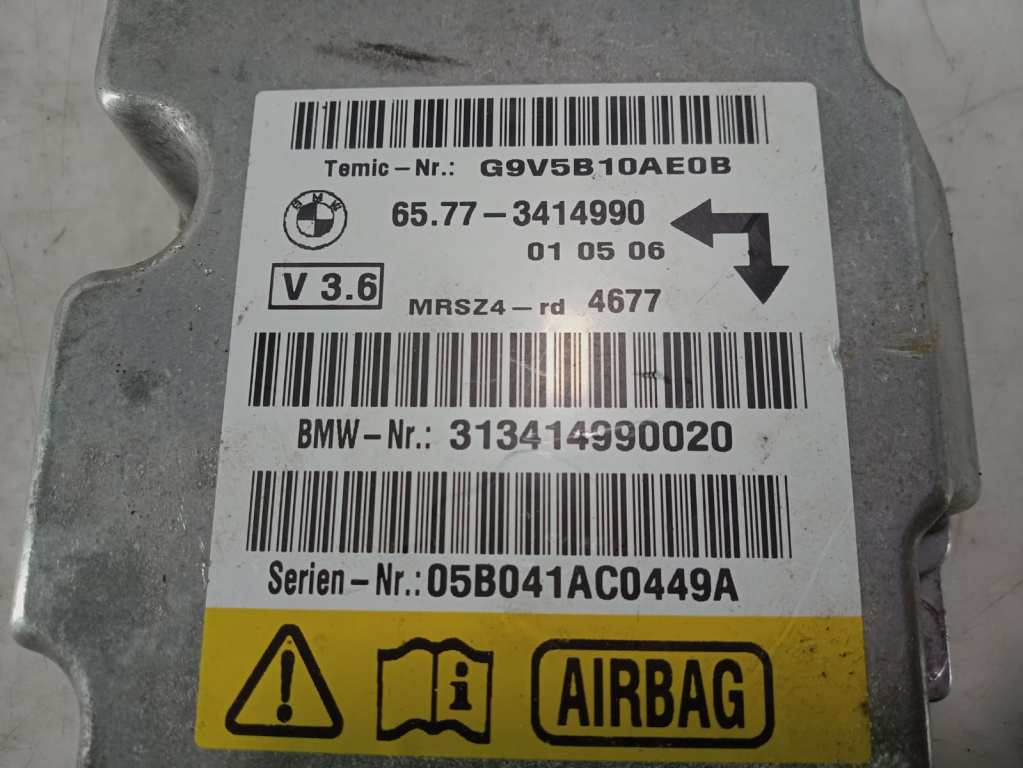 Temic-Nr.: G9V5B10AE0B
BMW
65.77-3414990
01 05 06
V 3.6
MRSZ4-rd 4677
BMW-Nr.: 313414990020
Serien-Nr.: 05B041AC0449A
i
AIRBAG